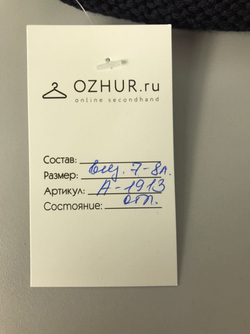 OZHUR.ru
online secondhand
Состав:
Размер: 7-8л.
Артикул: А-1913
Состояние: отл.